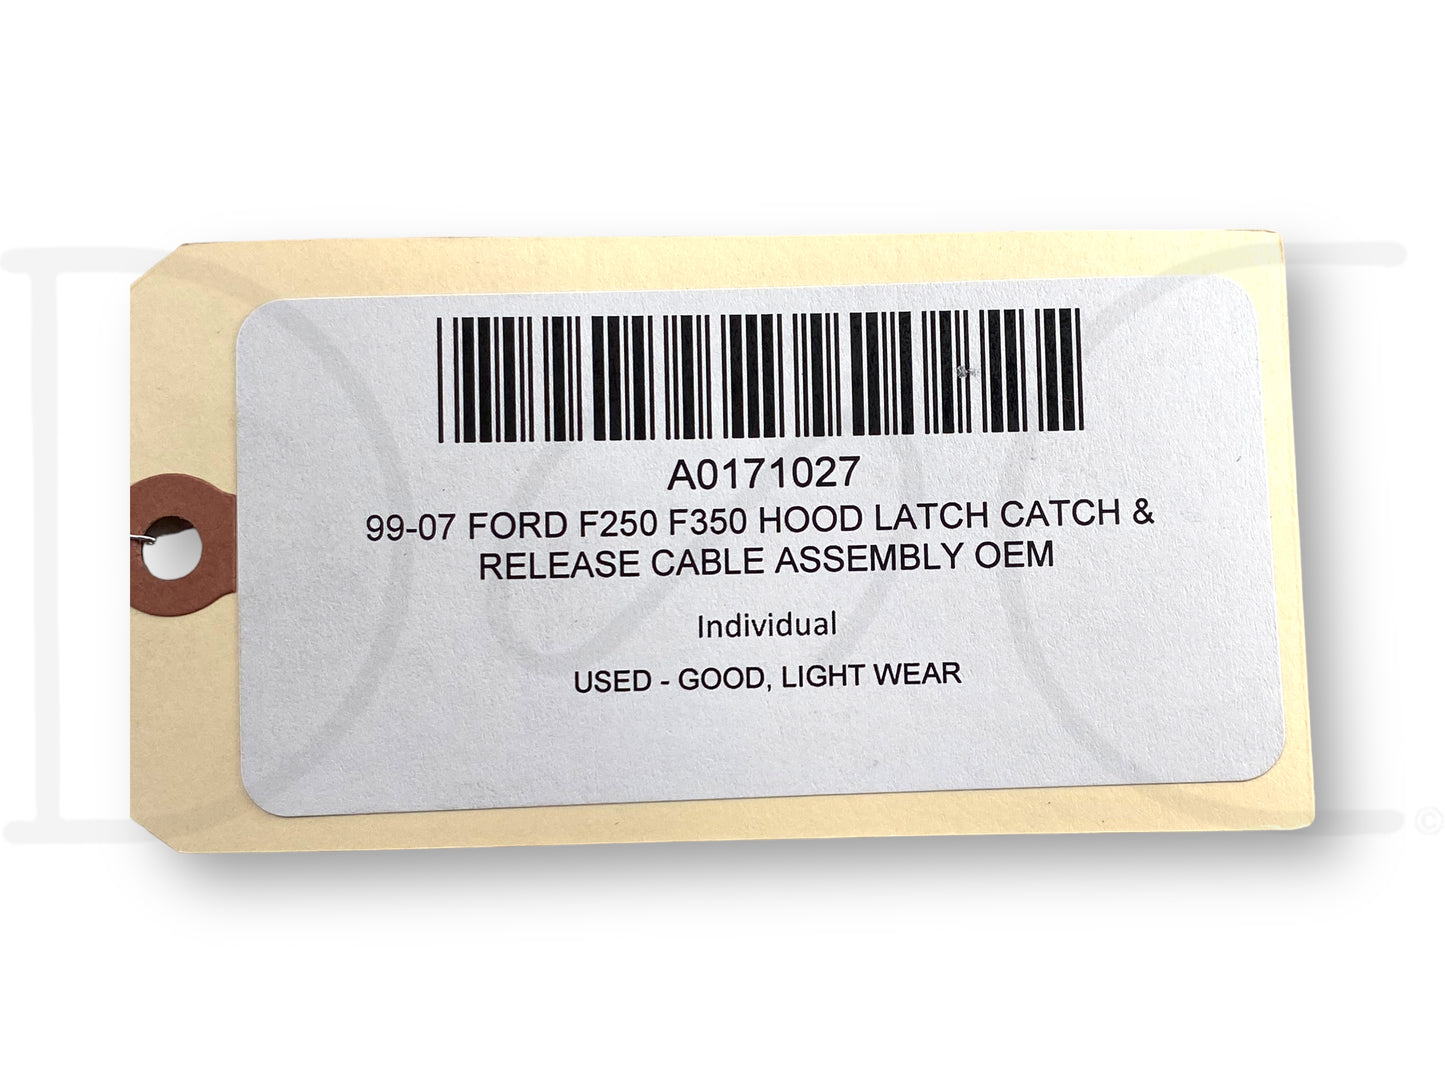 A0171027
99-07 FORD F250 F350 HOOD LATCH CATCH &
RELEASE CABLE ASSEMBLY OEM
Individual
USED - GOOD, LIGHT WEAR
©